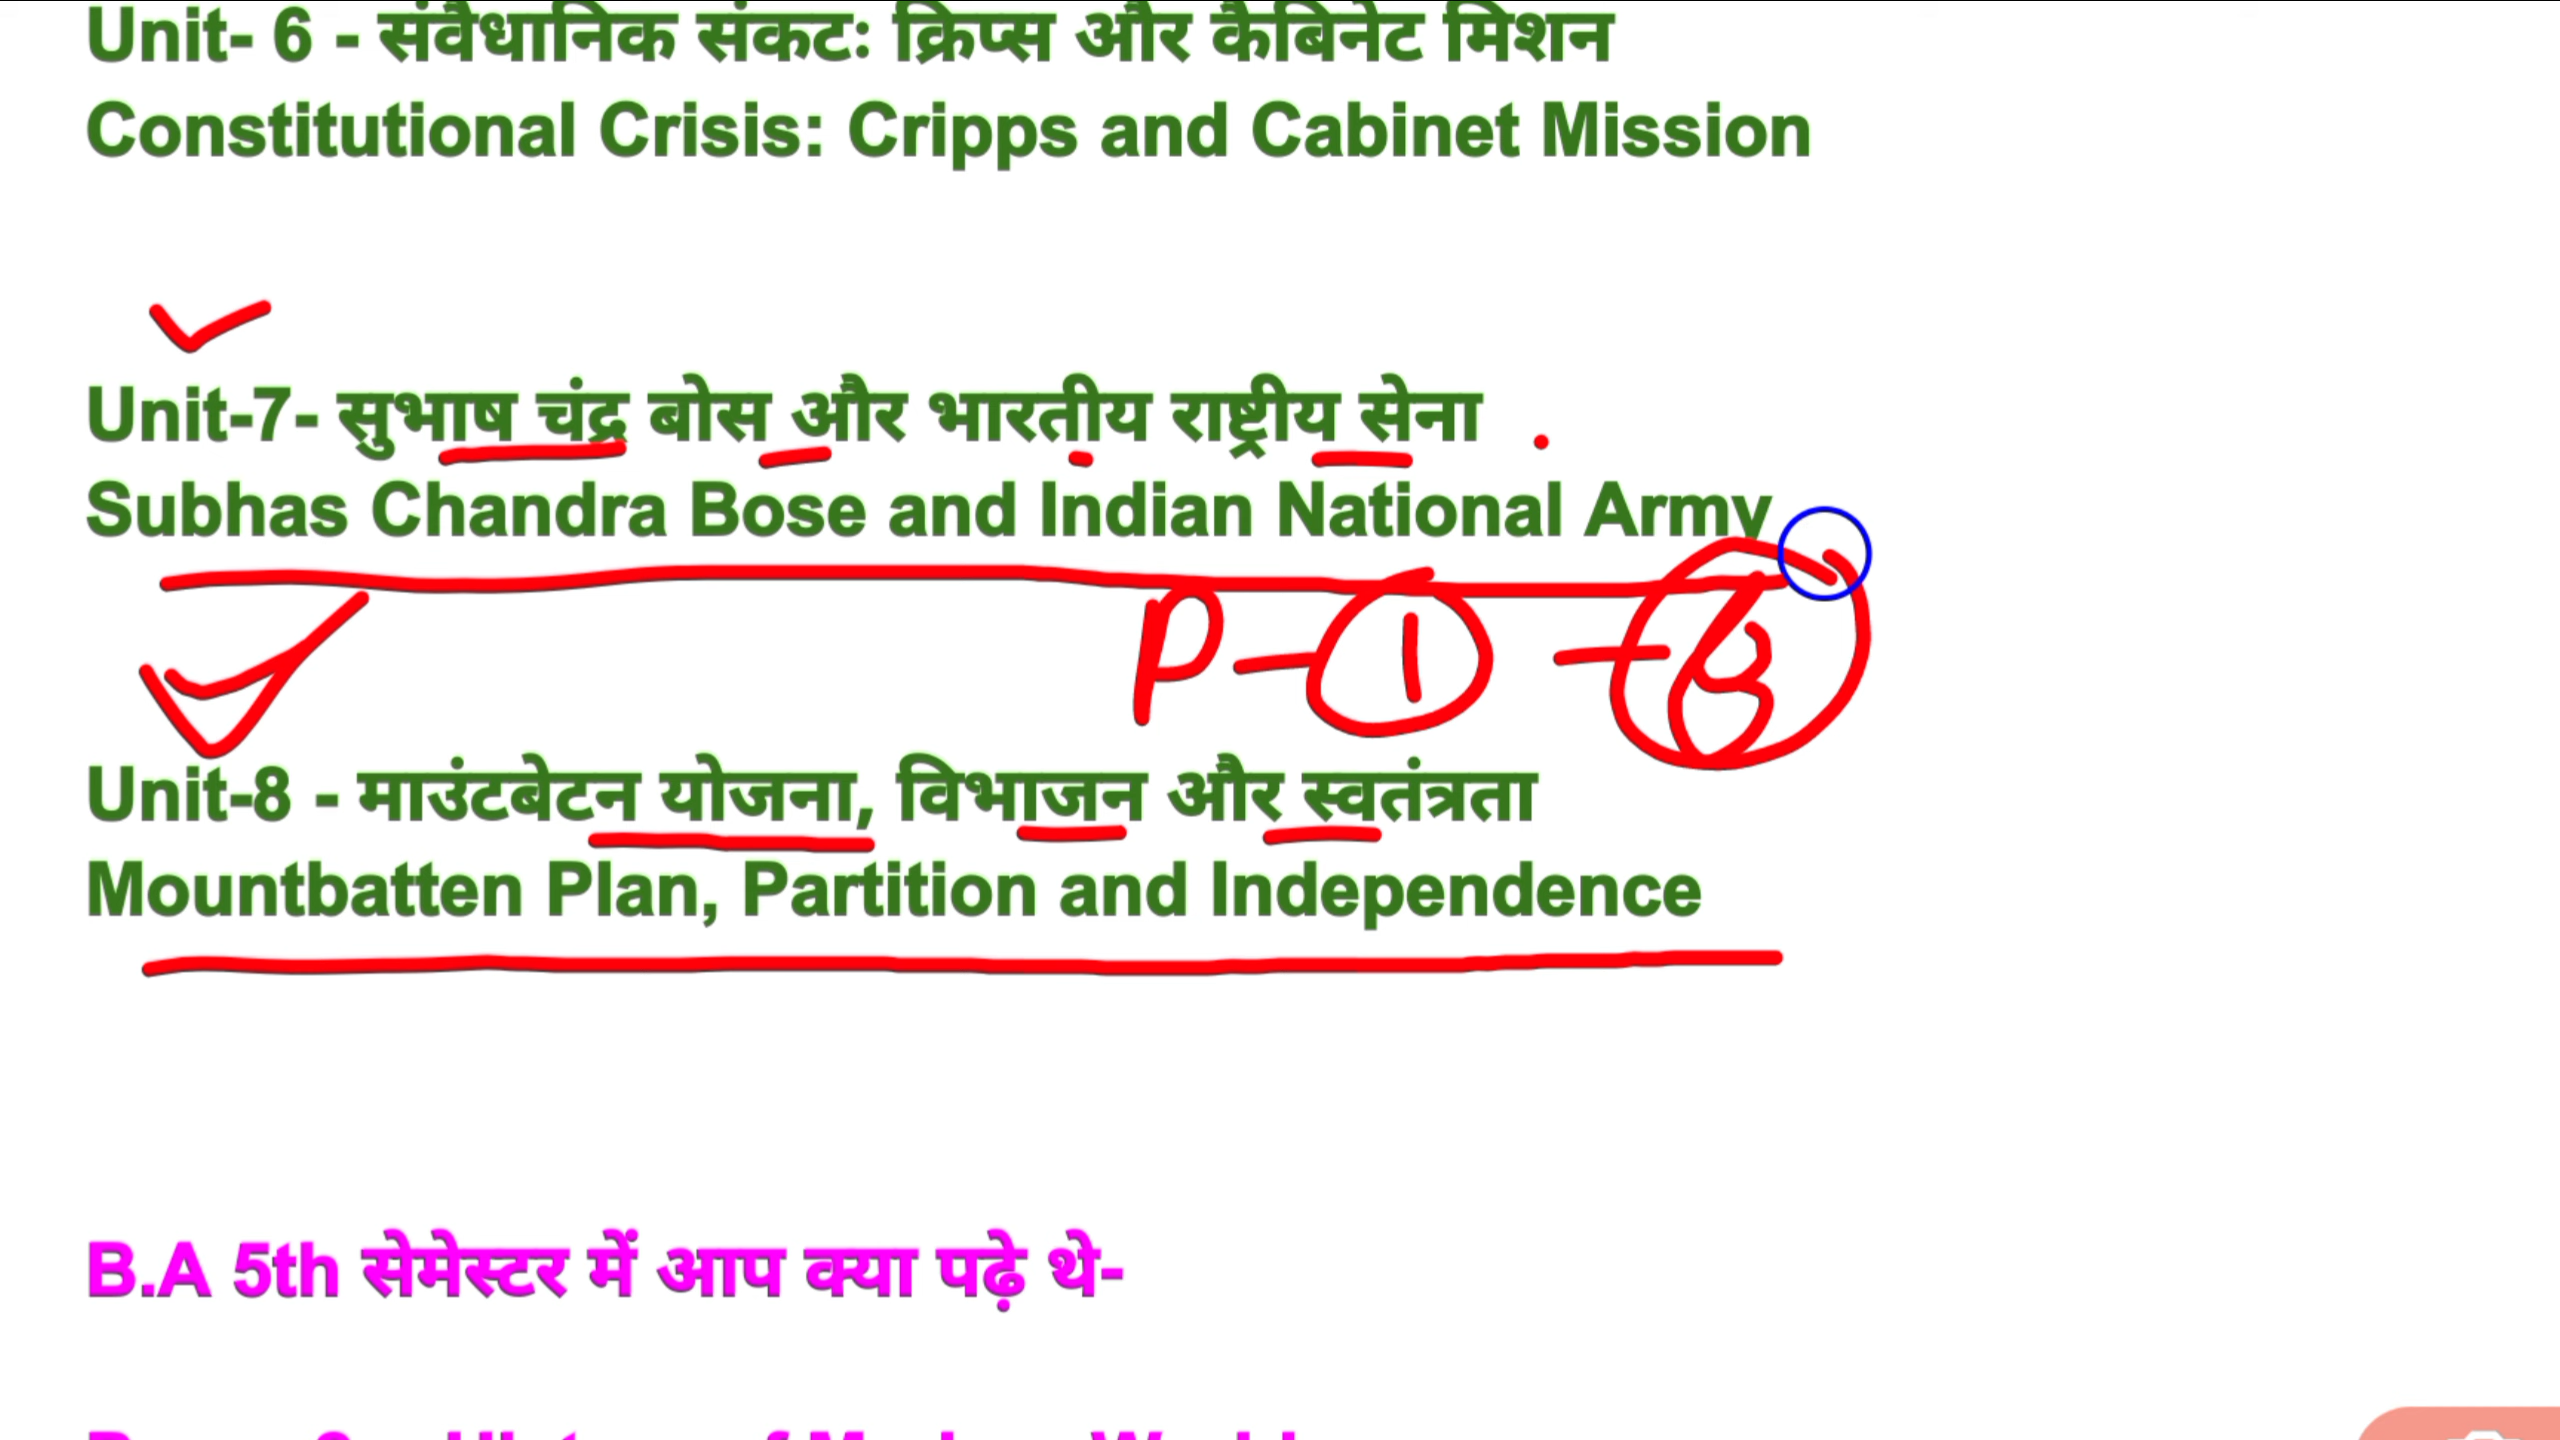 Unit- 6 - संवैधानिक संकटः क्रिप्स और कैबिनेट मिशन
Constitutional Crisis: Cripps and Cabinet Mission
Unit-7- सुभाष चंद्र बोस और भारतीय राष्ट्रीय सेना
Subhas Chandra Bose and Indian National Army
P-1 -
Unit-8 - माउंटबेटन योजना, विभाजन और स्वतंत्रता
Mountbatten Plan, Partition and Independence
B.A 5th सेमेस्टर में आप क्या पढ़े थे-